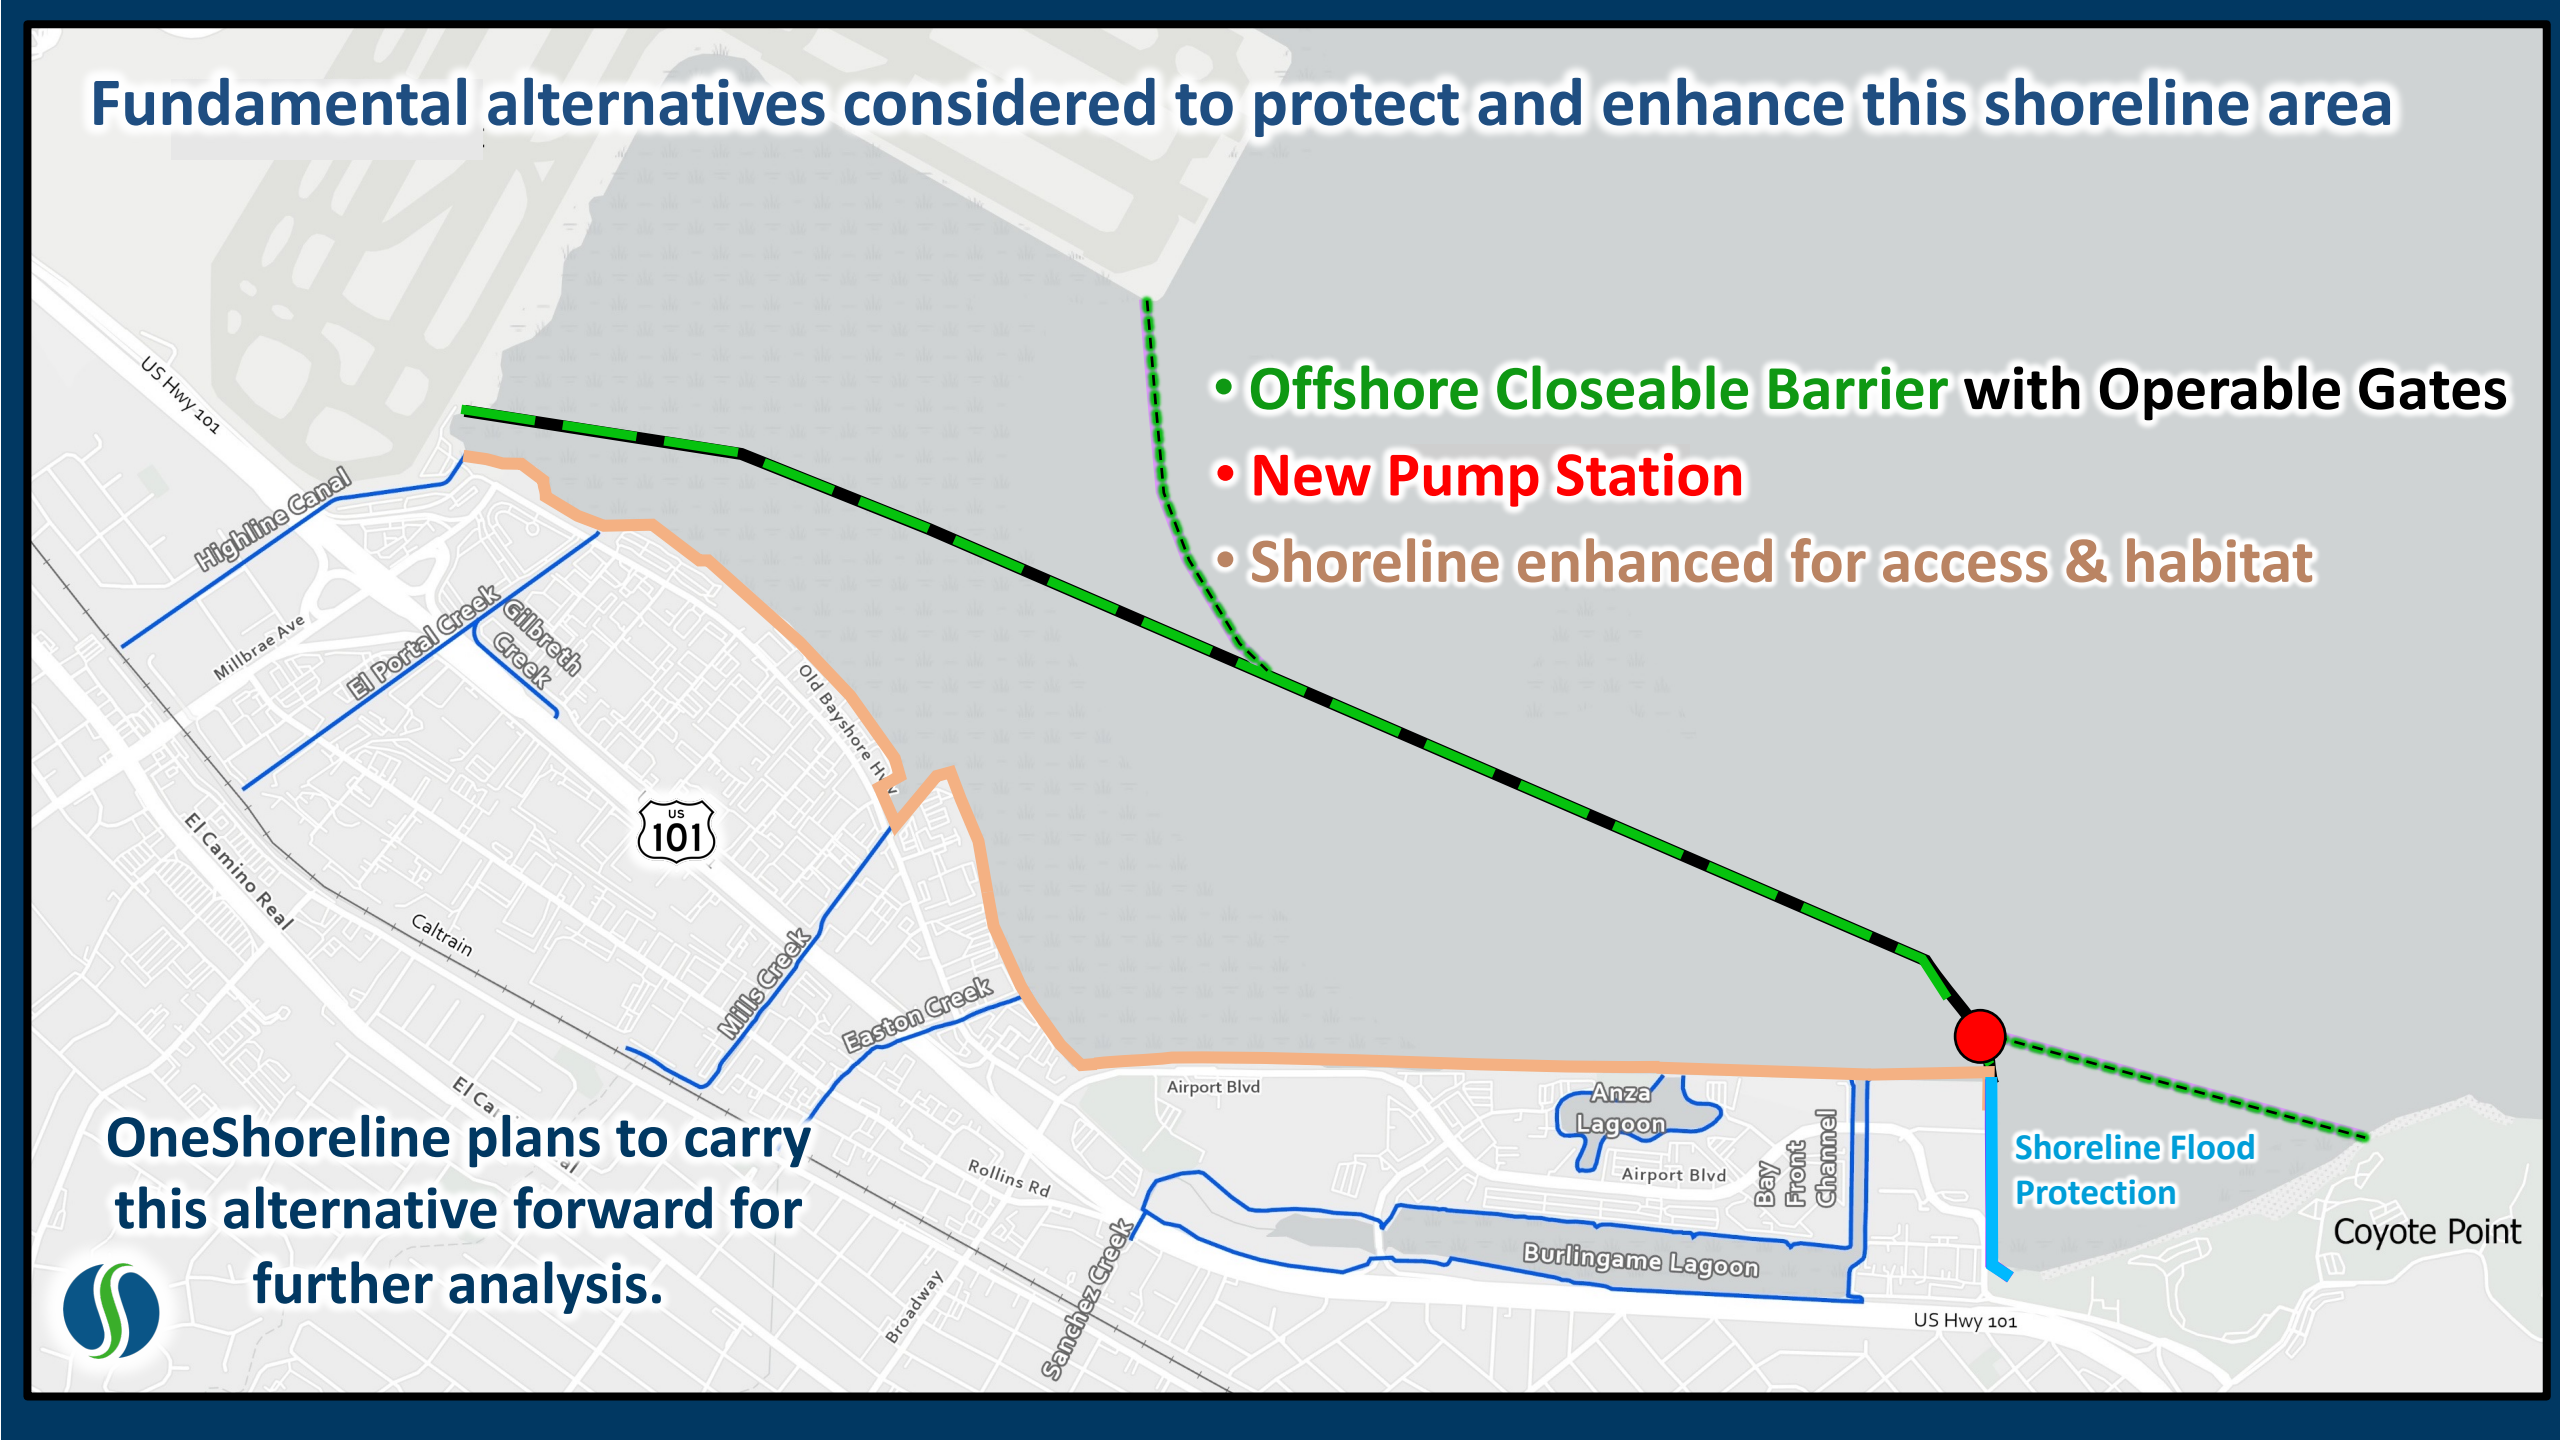 Fundamental alternatives considered to protect and enhance this shoreline area
• Offshore Closeable Barrier with Operable Gates
• New Pump Station
• Shoreline enhanced for access & habitat
US Hwy 101
Highline Canal
Millbrae Ave
El Portal Creek
Gilbreth
Creek
Old Bayshore
US
101
El Camino Real
Caltrain
Mills Creek
Easton Creek
Airport Blvd
Anza
Lagoon
Airport Blvd
Bay
Front
Channel
Shoreline Flood
Protection
Coyote Point
Rollins Rd
Burlingame Lagoon
Broadway
Sanchez Creek
US Hwy 101
OneShoreline plans to carry
this alternative forward for
further analysis.